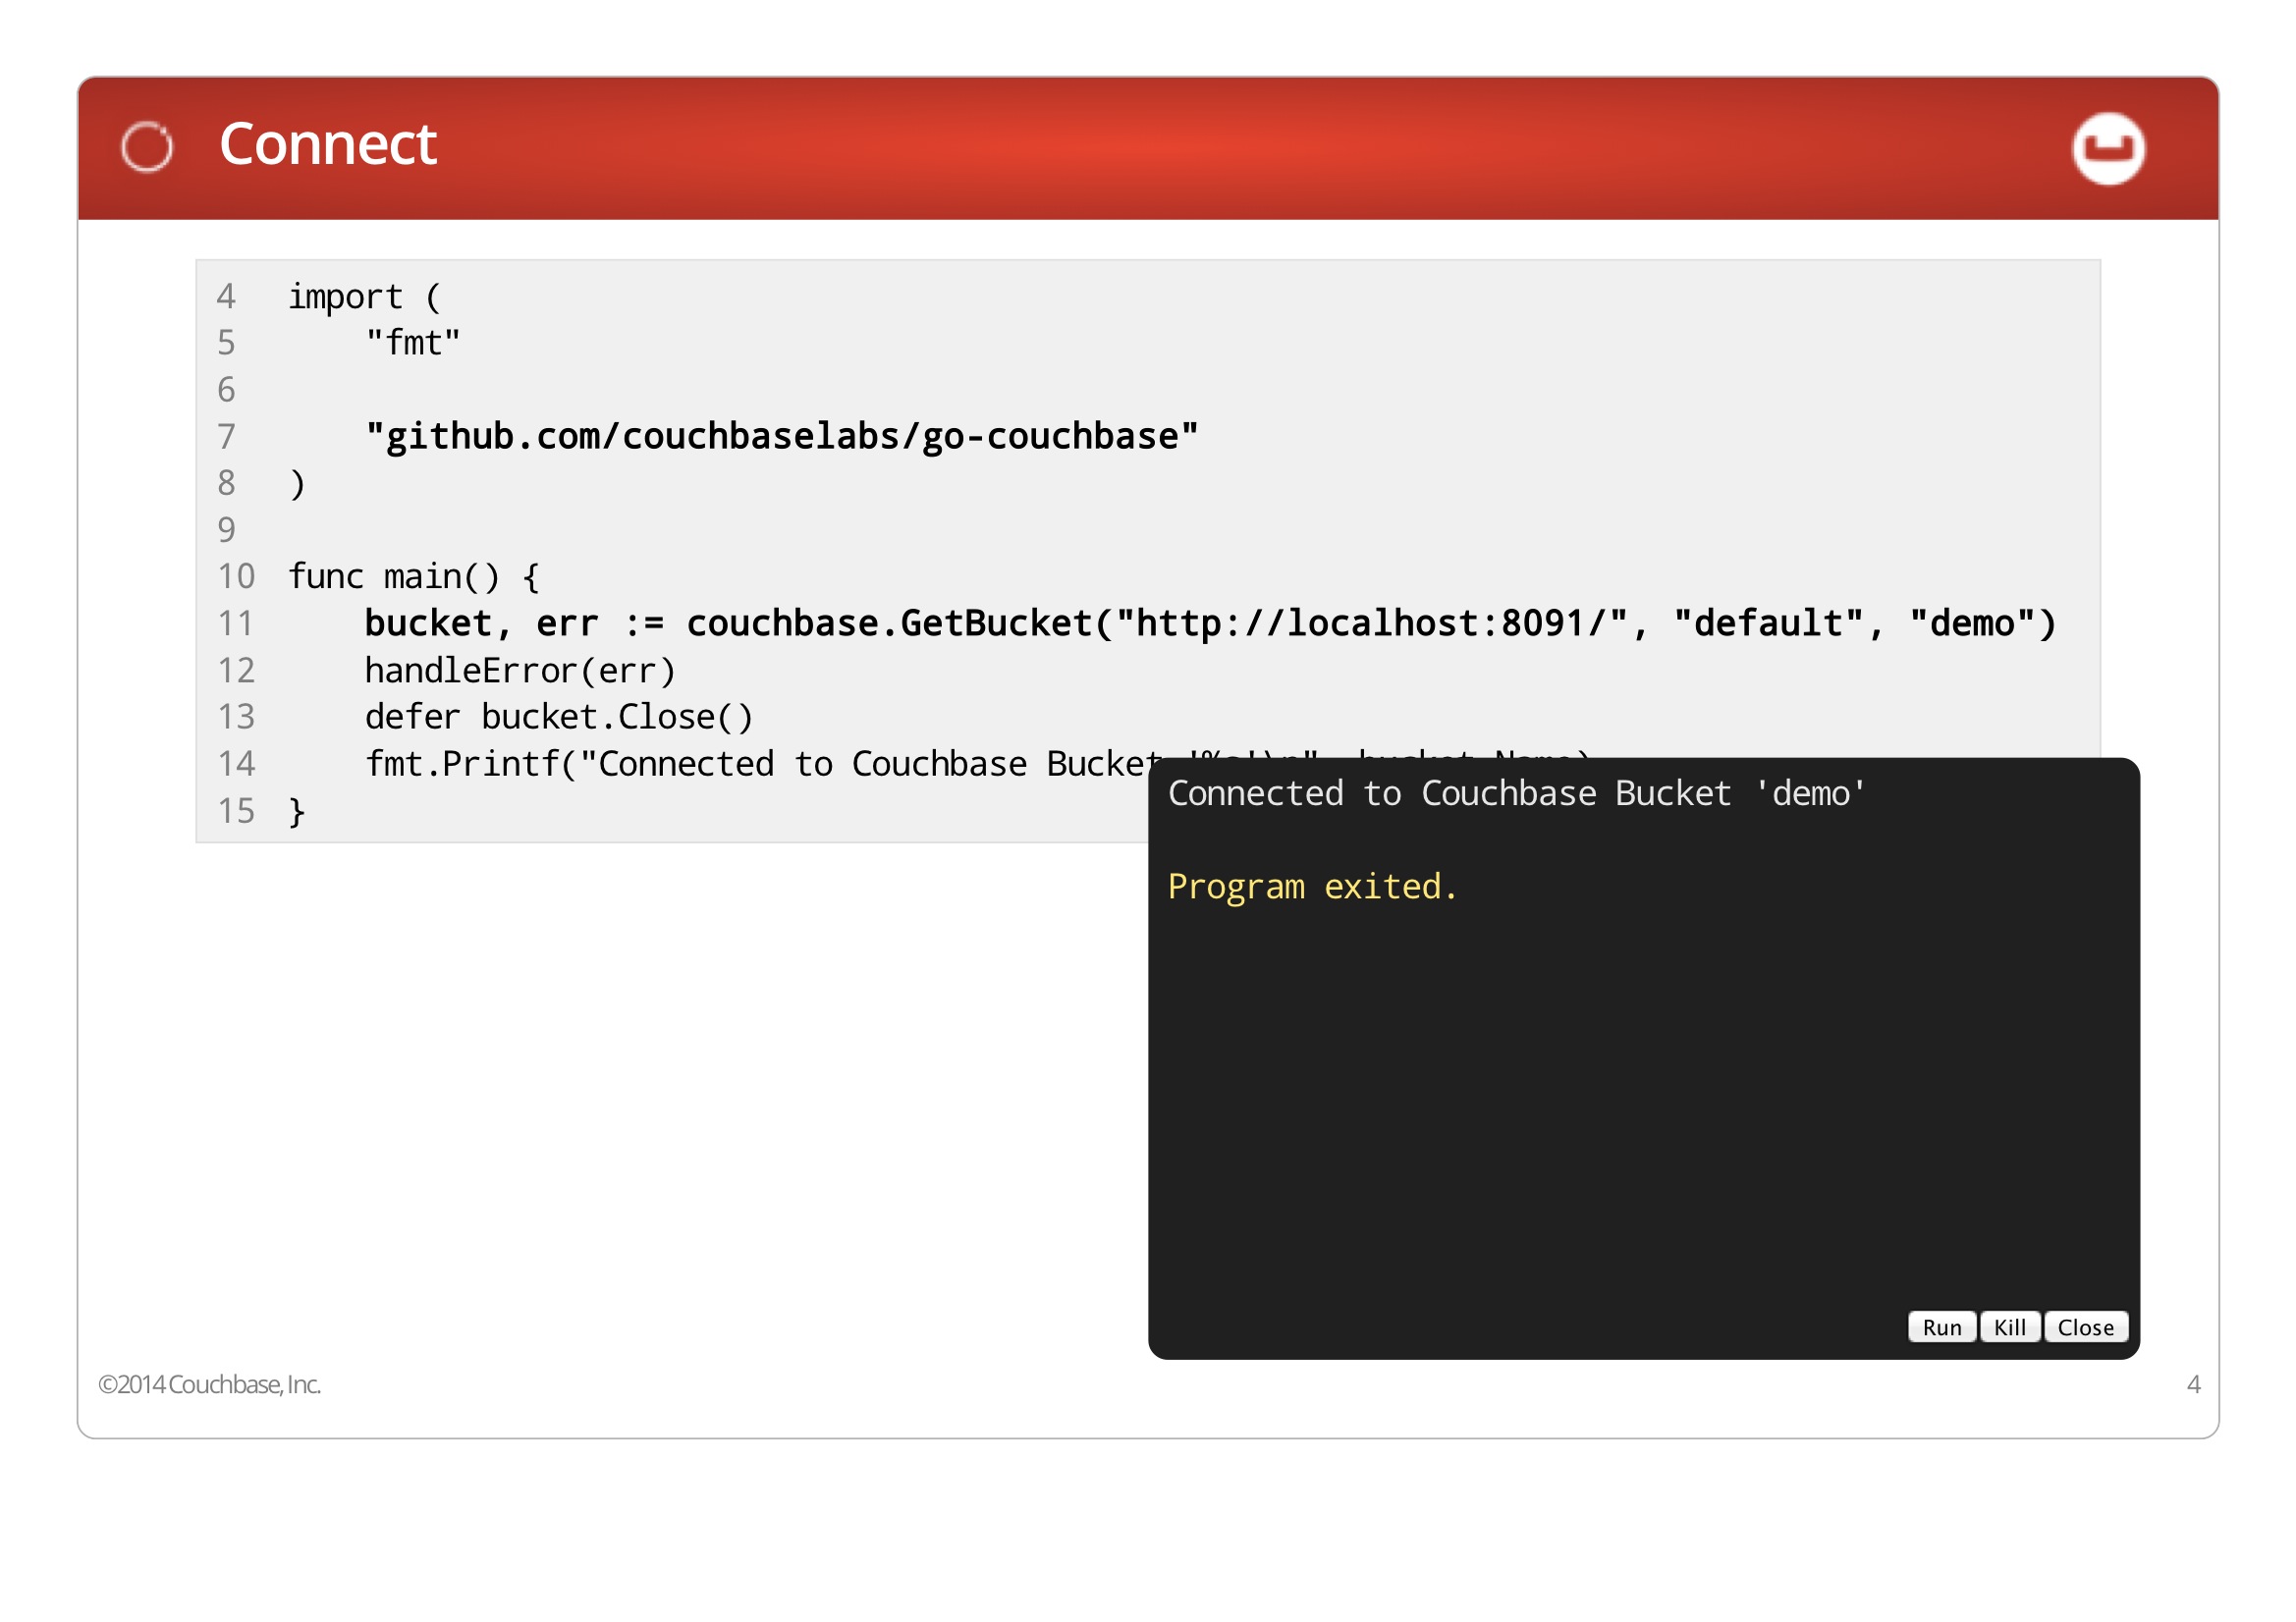 Connect
4 import (
5 "fmt"
6
7 "github.com/couchbaselabs/go-couchbase"
8 )
9
10 func main() {
11 bucket, err := couchbase.GetBucket("http://localhost:8091/", "default", "demo")
12 handleError(err)
13 defer bucket.Close()
14 fmt.Printf("Connected to Couchbase Bucket '%s'\n", bucket.Name)
15 }
Connected to Couchbase Bucket 'demo'
Program exited.
Run Kill Close
©2014 Couchbase, Inc.
4